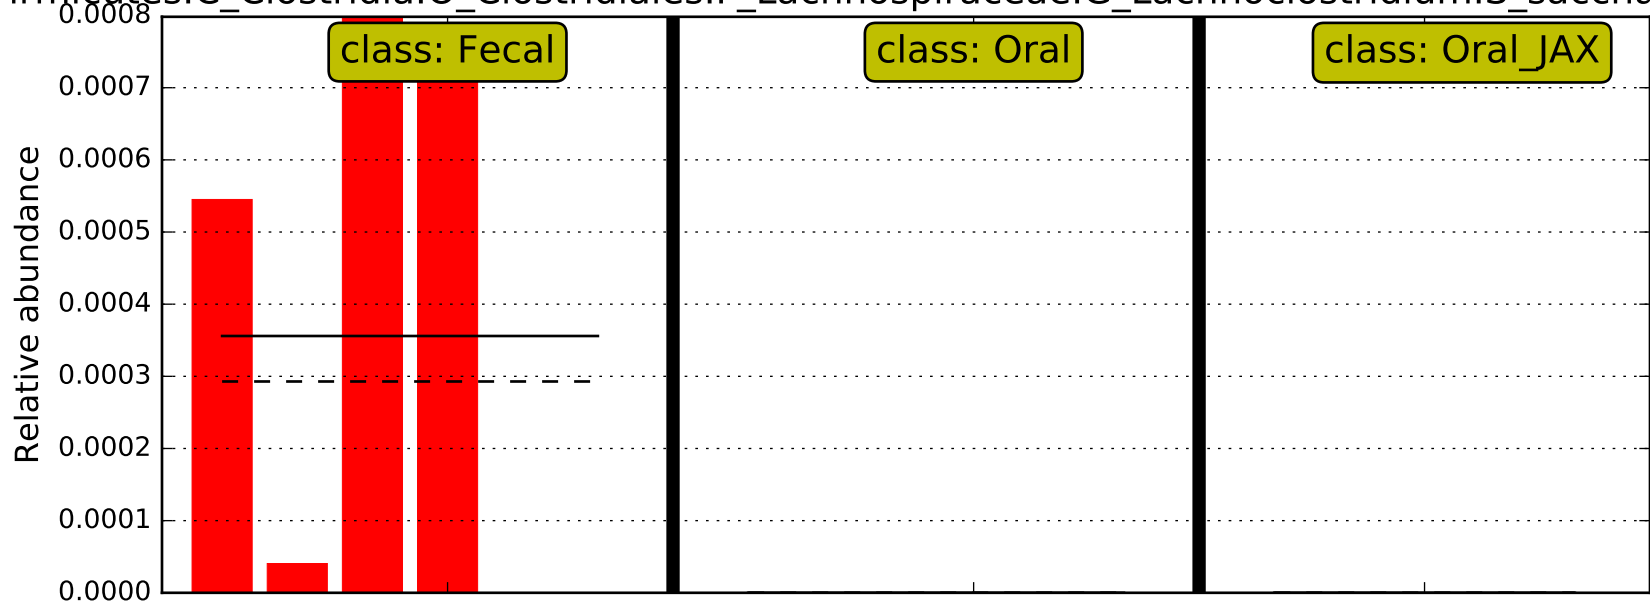 0.0008
class: Fecal
class: Oral
class: Oral_JAX
0.0007
0.0006
0.0005
0.0004
0.0003
0.0002
0.0001
0.0000
Relative abundance